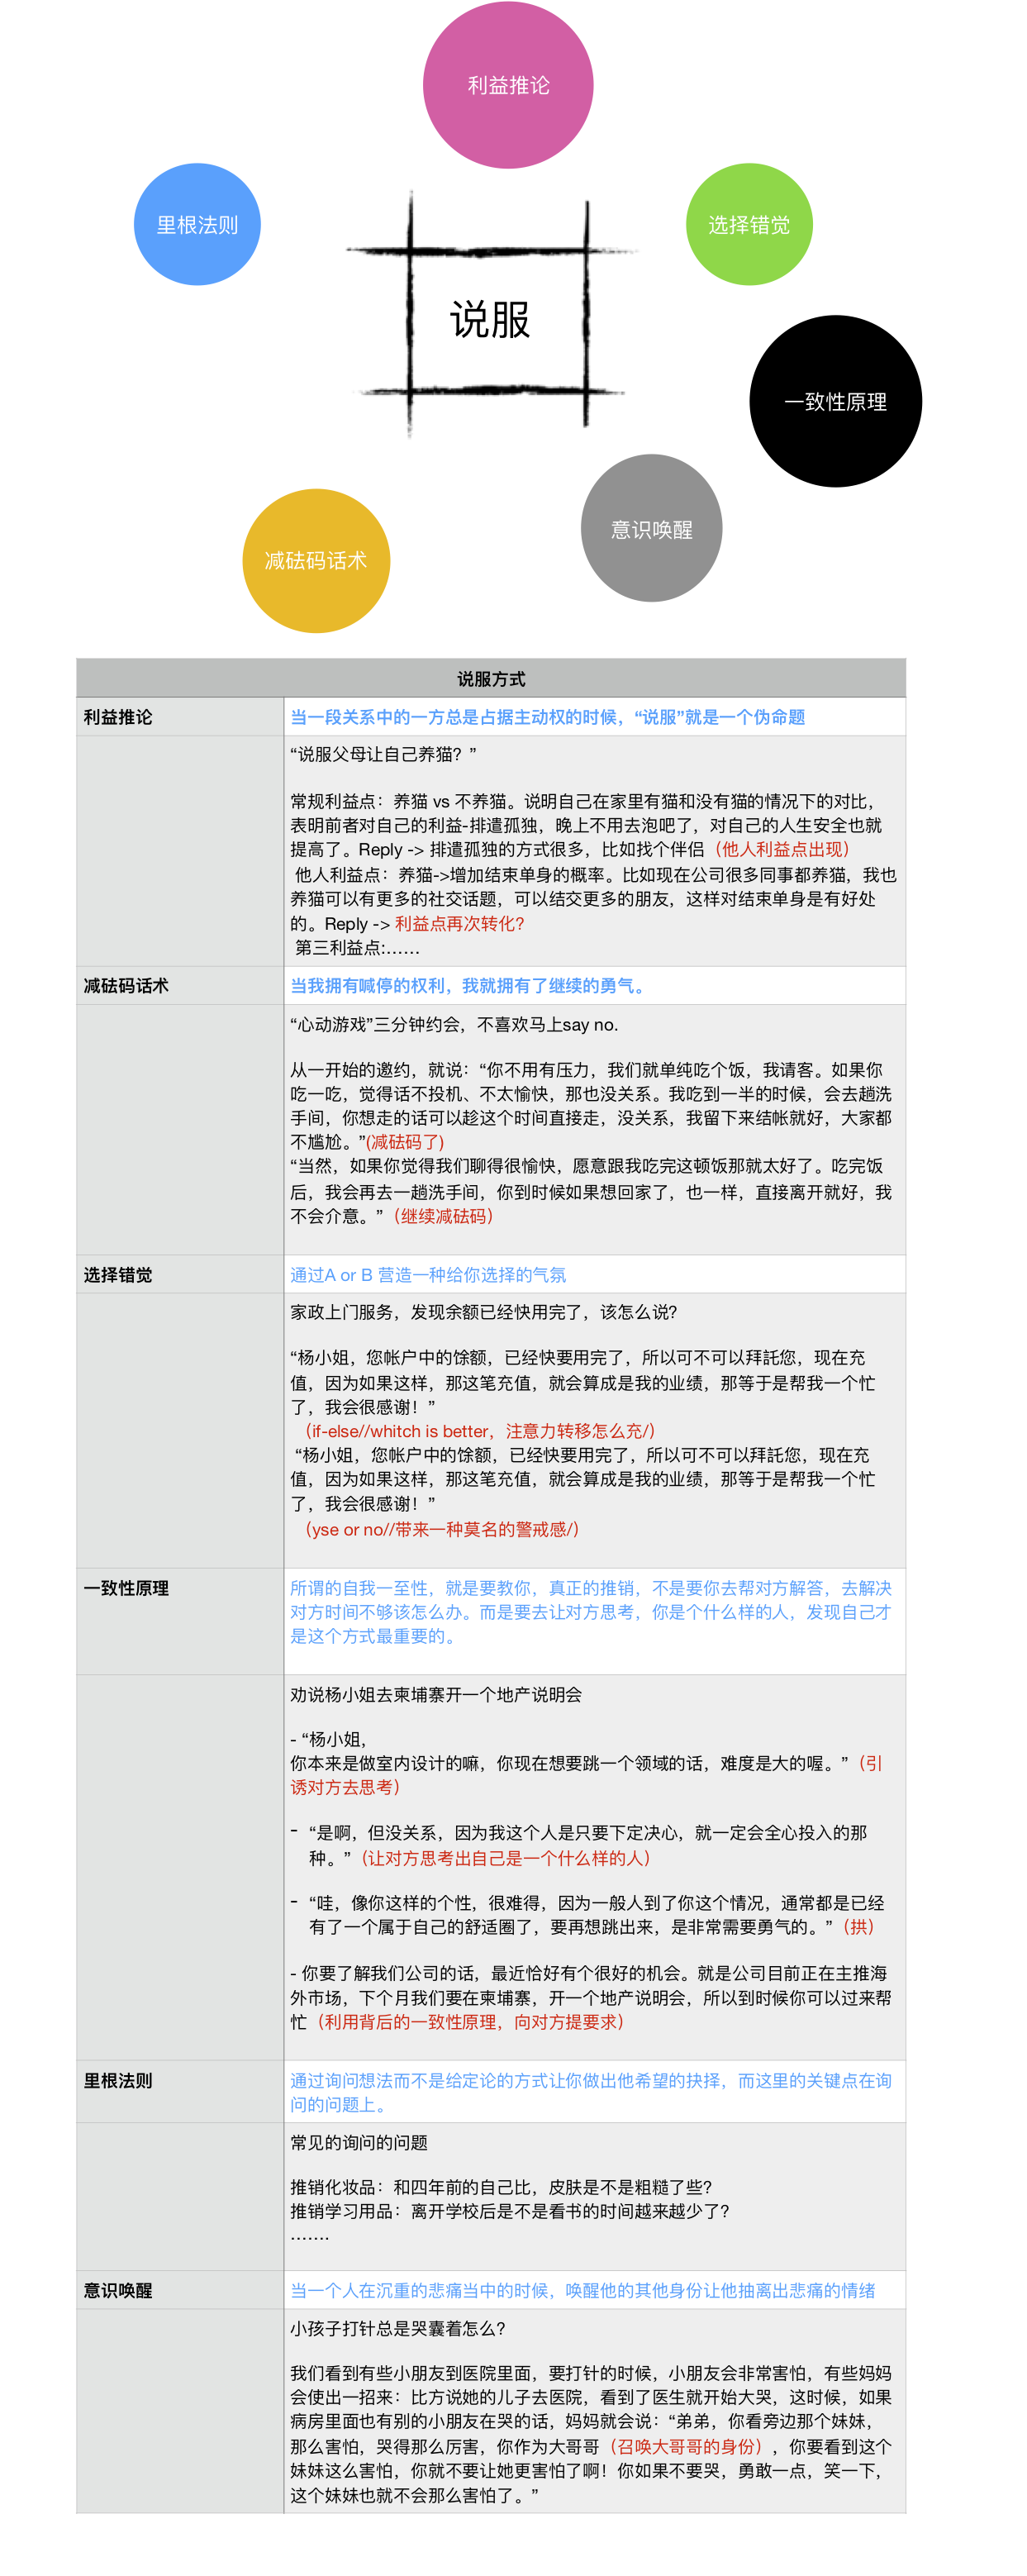 利益推论
里根法则
选择错觉
说服
一致性原理
意识唤醒
减砝码话术
说服方式
利益推论
当一段关系中的一方总是占据主动权的时候，“说服”就是一个伪命题
“说服父母让自己养猫？”
常规利益点：养猫 vs 不养猫。说明自己在家里有猫和没有猫的情况下的对比，
表明前者对自己的利益-排遣孤独，晚上不用去泡吧了，对自己的人生安全也就
提高了。Reply -> 排遣孤独的方式很多，比如找个伴侣（他人利益点出现）
他人利益点：养猫->增加结束单身的概率。比如现在公司很多同事都养猫，我也
养猫可以有更多的社交话题，可以结交更多的朋友，这样对结束单身是有好处
的。Reply -> 利益点再次转化？
第三利益点:……
减砝码话术
当我拥有喊停的权利，我就拥有了继续的勇气。
“心动游戏”三分钟约会，不喜欢马上say no.
从一开始的邀约，就说：“你不用有压力，我们就单纯吃个饭，我请客。如果你
吃一吃，觉得话不投机、不太愉快，那也没关系。我吃到一半的时候，会去趟洗
手间，你想走的话可以趁这个时间直接走，没关系，我留下来结帐就好，大家都
不尴尬。”(减砝码了)
“当然，如果你觉得我们聊得很愉快，愿意跟我吃完这顿饭那就太好了。吃完饭
后，我会再去一趟洗手间，你到时候如果想回家了，也一样，直接离开就好，我
不会介意。”（继续减砝码）
选择错觉
通过A or B 营造一种给你选择的气氛
家政上门服务，发现余额已经快用完了，该怎么说？
“杨小姐，您帐户中的馀额，已经快要用完了，所以可不可以拜託您，现在充
值，因为如果这样，那这笔充值，就会算成是我的业绩，那等于是帮我一个忙
了，我会很感谢！”
（if-else//whitch is better，注意力转移怎么充/）
“杨小姐，您帐户中的馀额，已经快要用完了，所以可不可以拜託您，现在充
值，因为如果这样，那这笔充值，就会算成是我的业绩，那等于是帮我一个忙
了，我会很感谢！”
（yse or no//带来一种莫名的警戒感/）
一致性原理
所谓的自我一至性，就是要教你，真正的推销，不是要你去帮对方解答，去解决
对方时间不够该怎么办。而是要去让对方思考，你是个什么样的人，发现自己才
是这个方式最重要的。
劝说杨小姐去柬埔寨开一个地产说明会
- “杨小姐，
你本来是做室内设计的嘛，你现在想要跳一个领域的话，难度是大的喔。”（引
诱对方去思考）
- “是啊，但没关系，因为我这个人是只要下定决心，就一定会全心投入的那
种。”（让对方思考出自己是一个什么样的人）
- “哇，像你这样的个性，很难得，因为一般人到了你这个情况，通常都是已经
有了一个属于自己的舒适圈了，要再想跳出来，是非常需要勇气的。”（拱）
- 你要了解我们公司的话，最近恰好有个很好的机会。就是公司目前正在主推海
外市场，下个月我们要在柬埔寨，开一个地产说明会，所以到时候你可以过来帮
忙（利用背后的一致性原理，向对方提要求）
里根法则
通过询问想法而不是给定论的方式让你做出他希望的抉择，而这里的关键点在询
问的问题上。
常见的询问的问题
推销化妆品：和四年前的自己比，皮肤是不是粗糙了些？
推销学习用品：离开学校后是不是看书的时间越来越少了？
…….
意识唤醒
当一个人在沉重的悲痛当中的时候，唤醒他的其他身份让他抽离出悲痛的情绪
小孩子打针总是哭囊着怎么？
我们看到有些小朋友到医院里面，要打针的时候，小朋友会非常害怕，有些妈妈
会使出一招来：比方说她的儿子去医院，看到了医生就开始大哭，这时候，如果
病房里面也有别的小朋友在哭的话，妈妈就会说：“弟弟，你看旁边那个妹妹，
那么害怕，哭得那么厉害，你作为大哥哥（召唤大哥哥的身份），你要看到这个
妹妹这么害怕，你就不要让她更害怕了啊！你如果不要哭，勇敢一点，笑一下，
这个妹妹也就不会那么害怕了。”